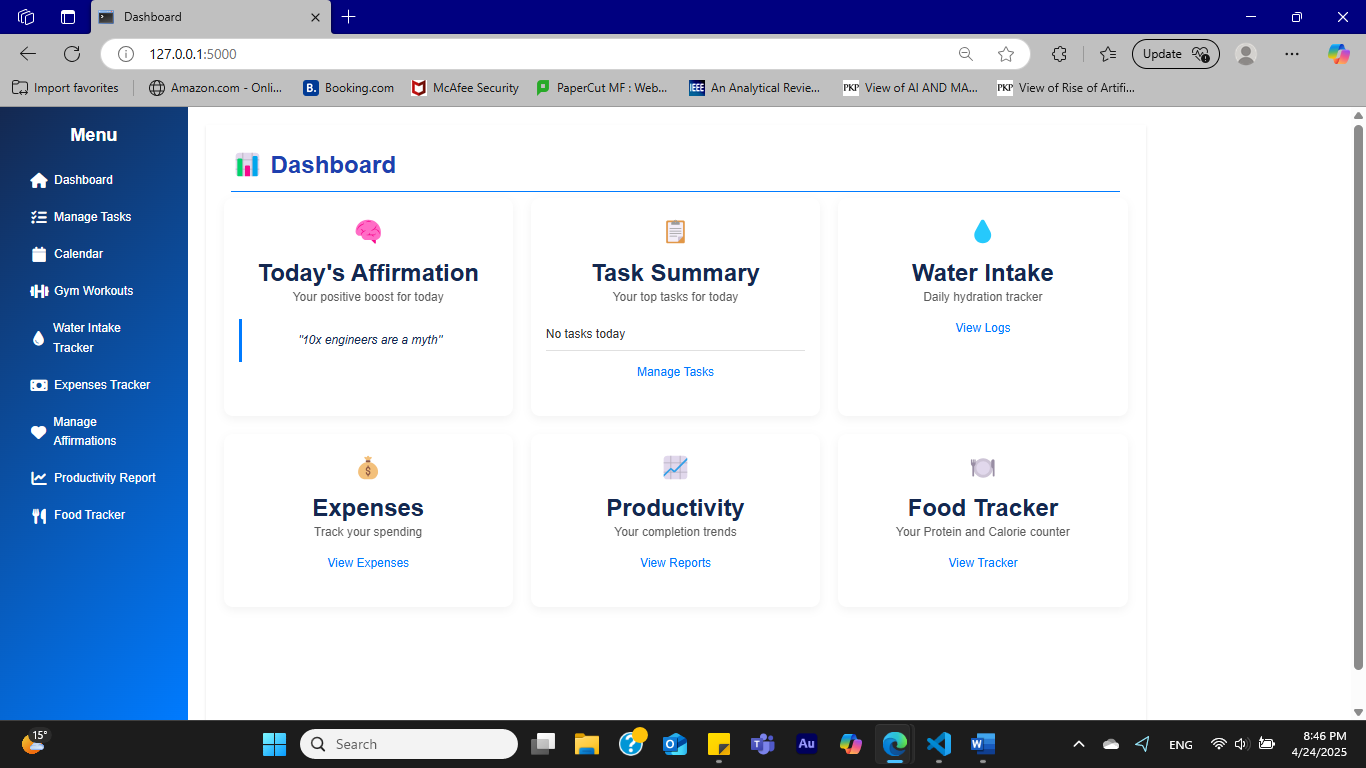 Dashboard
127.0.0.1:5000
Update
Import favorites
Amazon.com - Onli...
B.
Booking.com
McAfee Security
PaperCut MF : Web...
IEEE
An Analytical Revie...
PKP
View of AI AND MA...
PKP
View of Rise of Artifi...
Menu
Dashboard
Manage Tasks
Calendar
Gym Workouts
Water Intake
Tracker
Expenses Tracker
Manage
Affirmations
Productivity Report
Food Tracker
Dashboard
Today's Affirmation
Your positive boost for today
"10x engineers are a myth"
Task Summary
Your top tasks for today
No tasks today
Manage Tasks
Water Intake
Daily hydration tracker
View Logs
Expenses
Track your spending
View Expenses
Productivity
Your completion trends
View Reports
Food Tracker
Your Protein and Calorie counter
View Tracker
15°
Search
Au
ENG
8:46 PM
4/24/2025